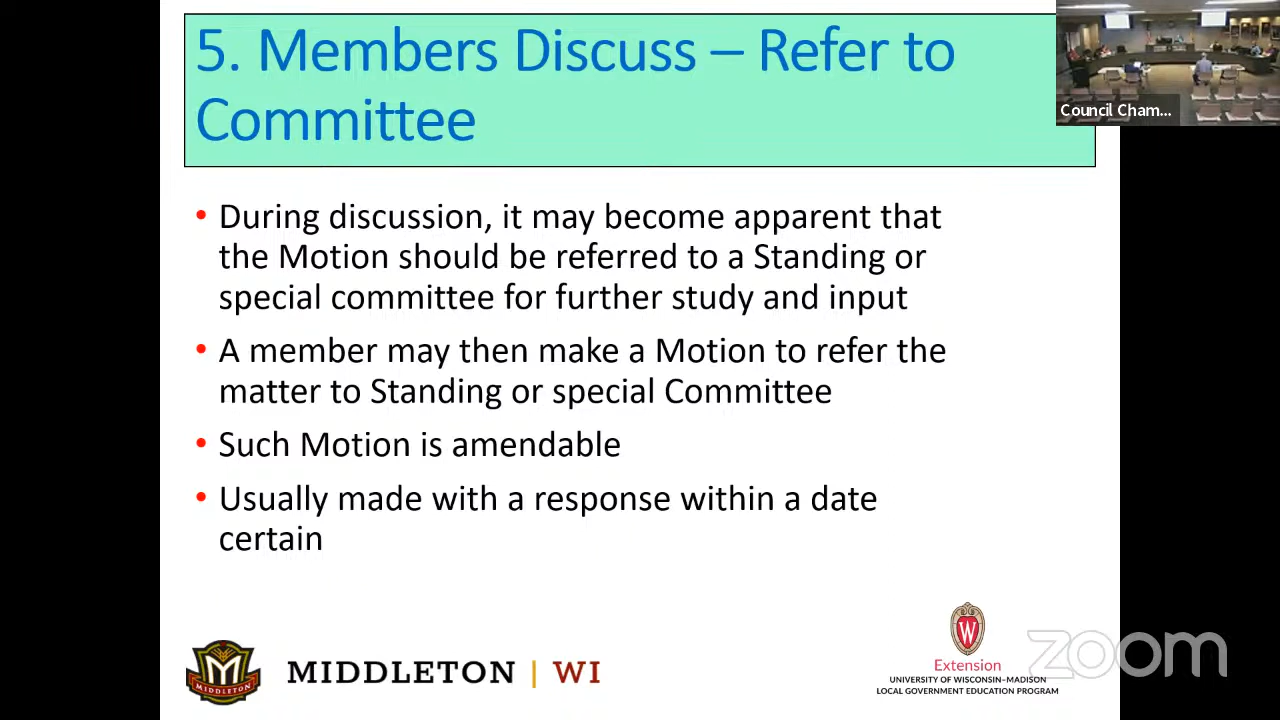 5. Members Discuss – Refer to
Committee
Council Cham...
• During discussion, it may become apparent that
the Motion should be referred to a Standing or
special committee for further study and input
• A member may then make a Motion to refer the
matter to Standing or special Committee
• Such Motion is amendable
• Usually made with a response within a date
certain
M
MIDDLETON
MIDDLETON | WI
W
Extension
UNIVERSITY OF WISCONSIN–MADISON
LOCAL GOVERNMENT EDUCATION PROGRAM
zoom